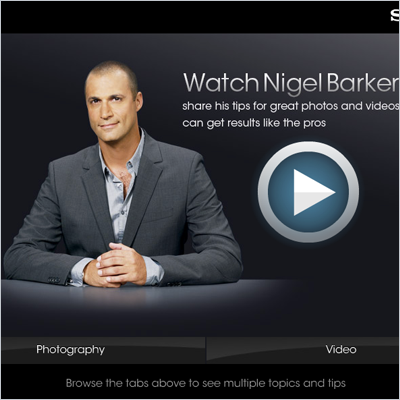 S
Watch Nigel Barker
share his tips for great photos and videos
can get results like the pros
Photography
Video
Browse the tabs above to see multiple topics and tips